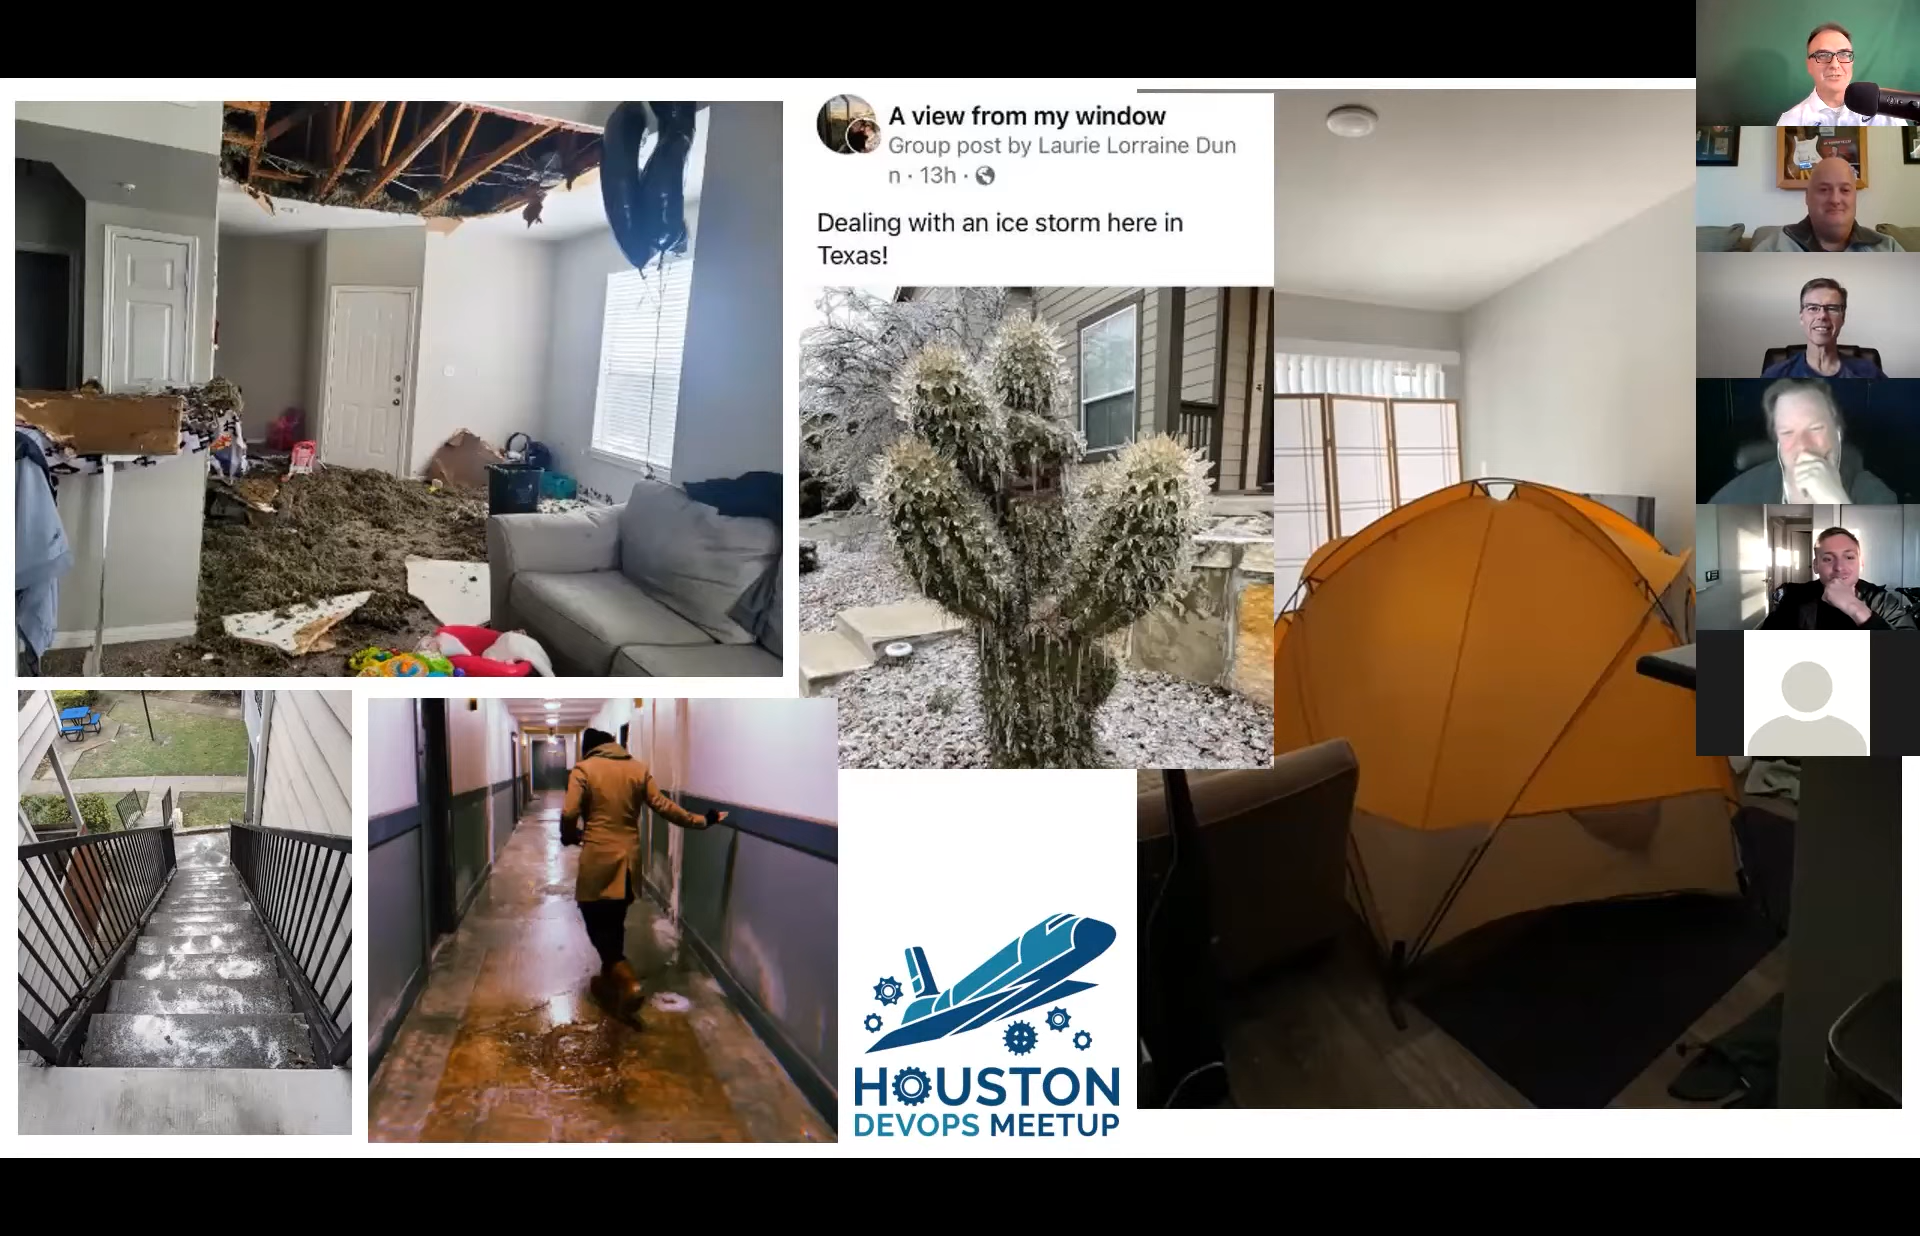 A view from my window
Group post by Laurie Lorraine Dun
n · 13h ·
Dealing with an ice storm here in
Texas!
HOUSTON
DEVOPS MEETUP